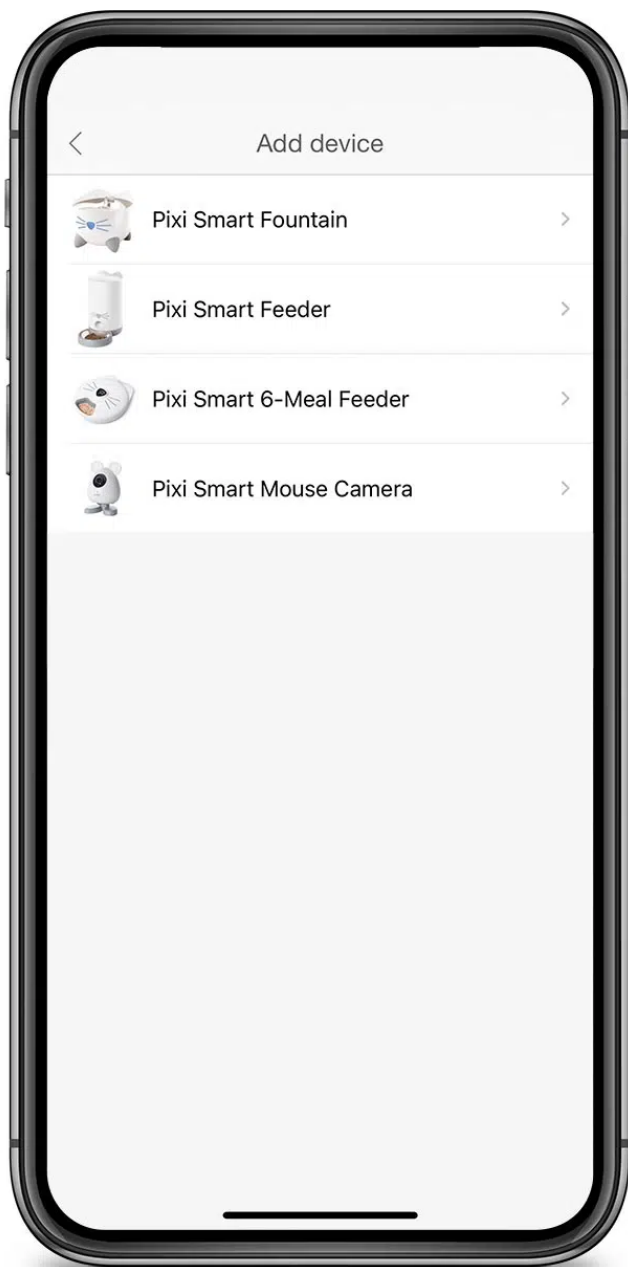 Add device
Pixi Smart Fountain
Pixi Smart Feeder
Pixi Smart 6-Meal Feeder
Pixi Smart Mouse Camera